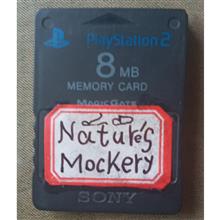 PlayStation 2
8 MB
MEMORY CARD
MAGICGATE
Nature's
Mockery
SONY